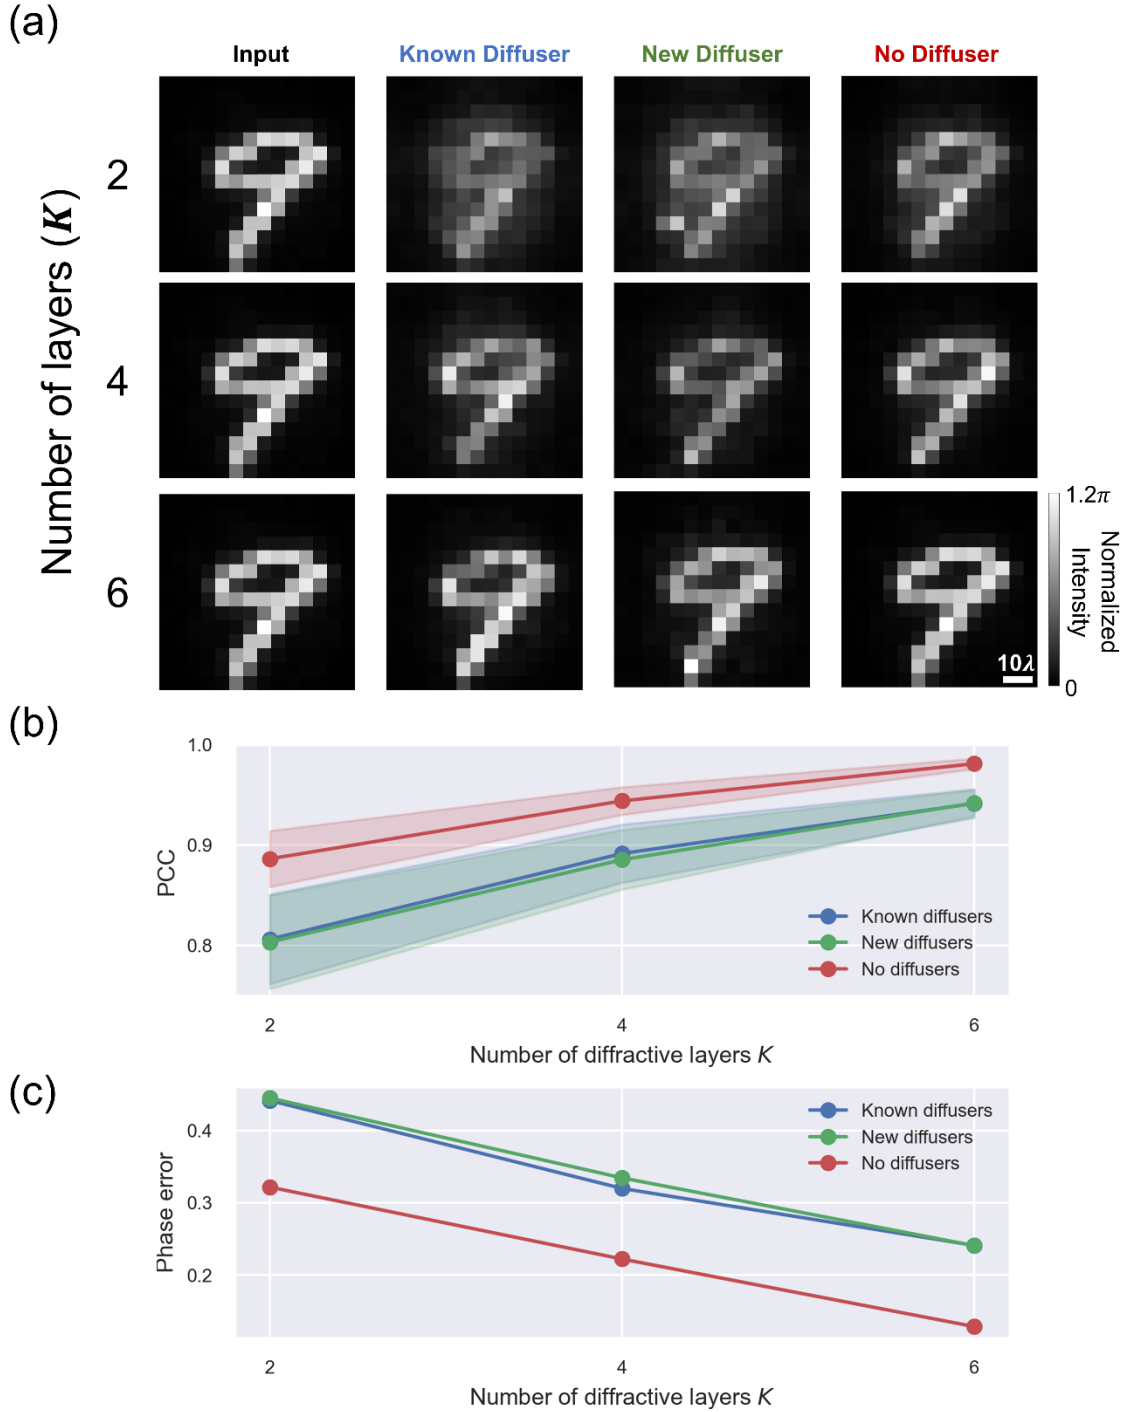 (a)
Input
Known Diffuser
New Diffuser
No Diffuser
Number of layers (K)
2
4
6
1.2π
Normalized
Intensity
0
10λ
(b)
1.0
0.9
0.8
PCC
Known diffusers
New diffusers
No diffusers
2
4
6
Number of diffractive layers K
(c)
0.4
0.3
0.2
Phase error
Known diffusers
New diffusers
No diffusers
2
4
6
Number of diffractive layers K